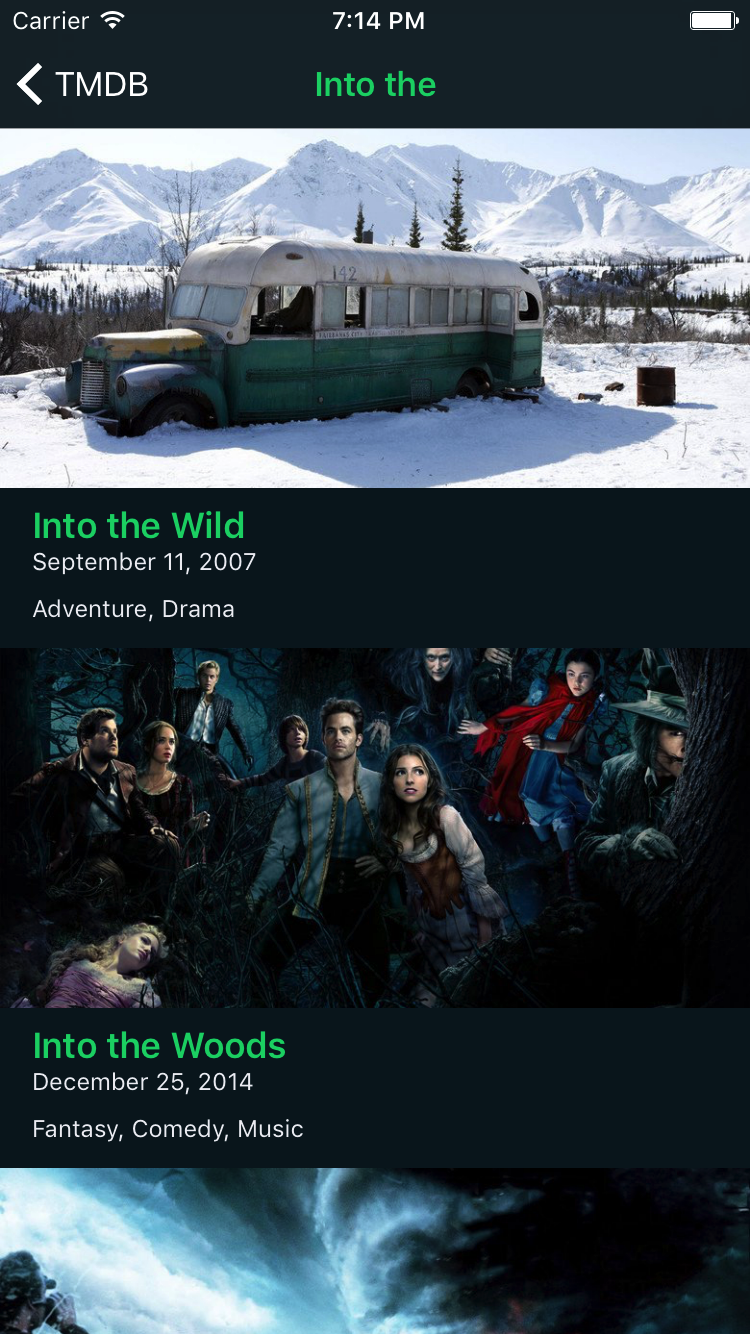 Carrier 7:14 PM
TMDB Into the
142
Into the Wild
September 11, 2007
Adventure, Drama
Into the Woods
December 25, 2014
Fantasy, Comedy, Music